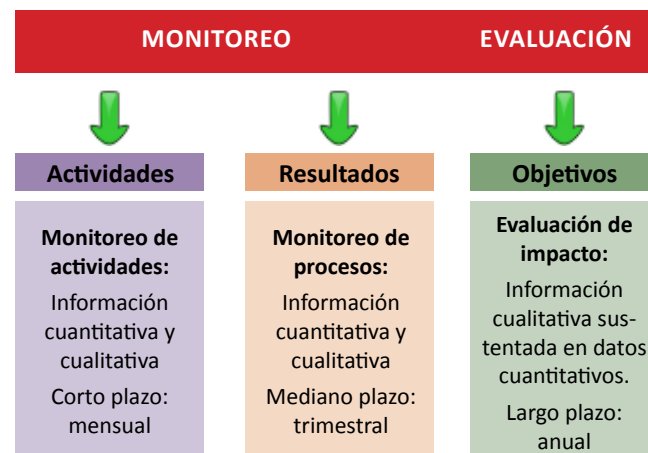 MONITOREO
EVALUACIÓN
Actividades
Monitoreo de
actividades:
Información
cuantitativa y
cualitativa
Corto plazo:
mensual
Resultados
Monitoreo de
procesos:
Información
cuantitativa y
cualitativa
Mediano plazo:
trimestral
Objetivos
Evaluación de
impacto:
Información
cualitativa sus-
tentada en datos
cuantitativos.
Largo plazo:
anual